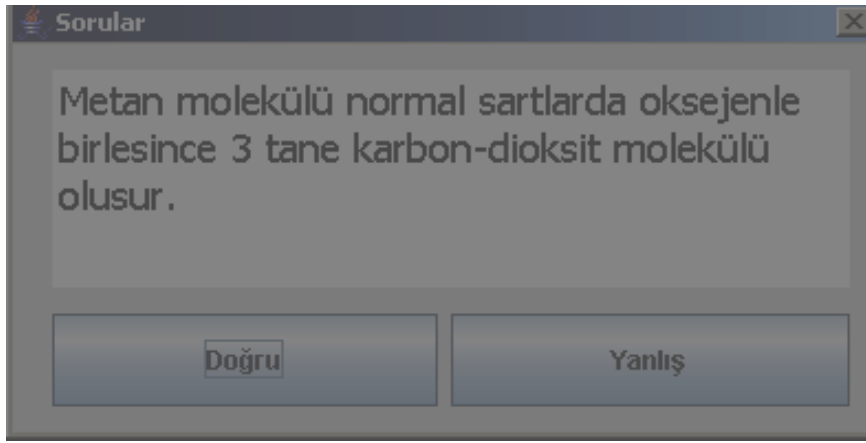 Sorular
Metan molekülü normal sartlarda oksejenle
birlesince 3 tane karbon-dioksit molekülü
olusur.
Doğru
Yanlış